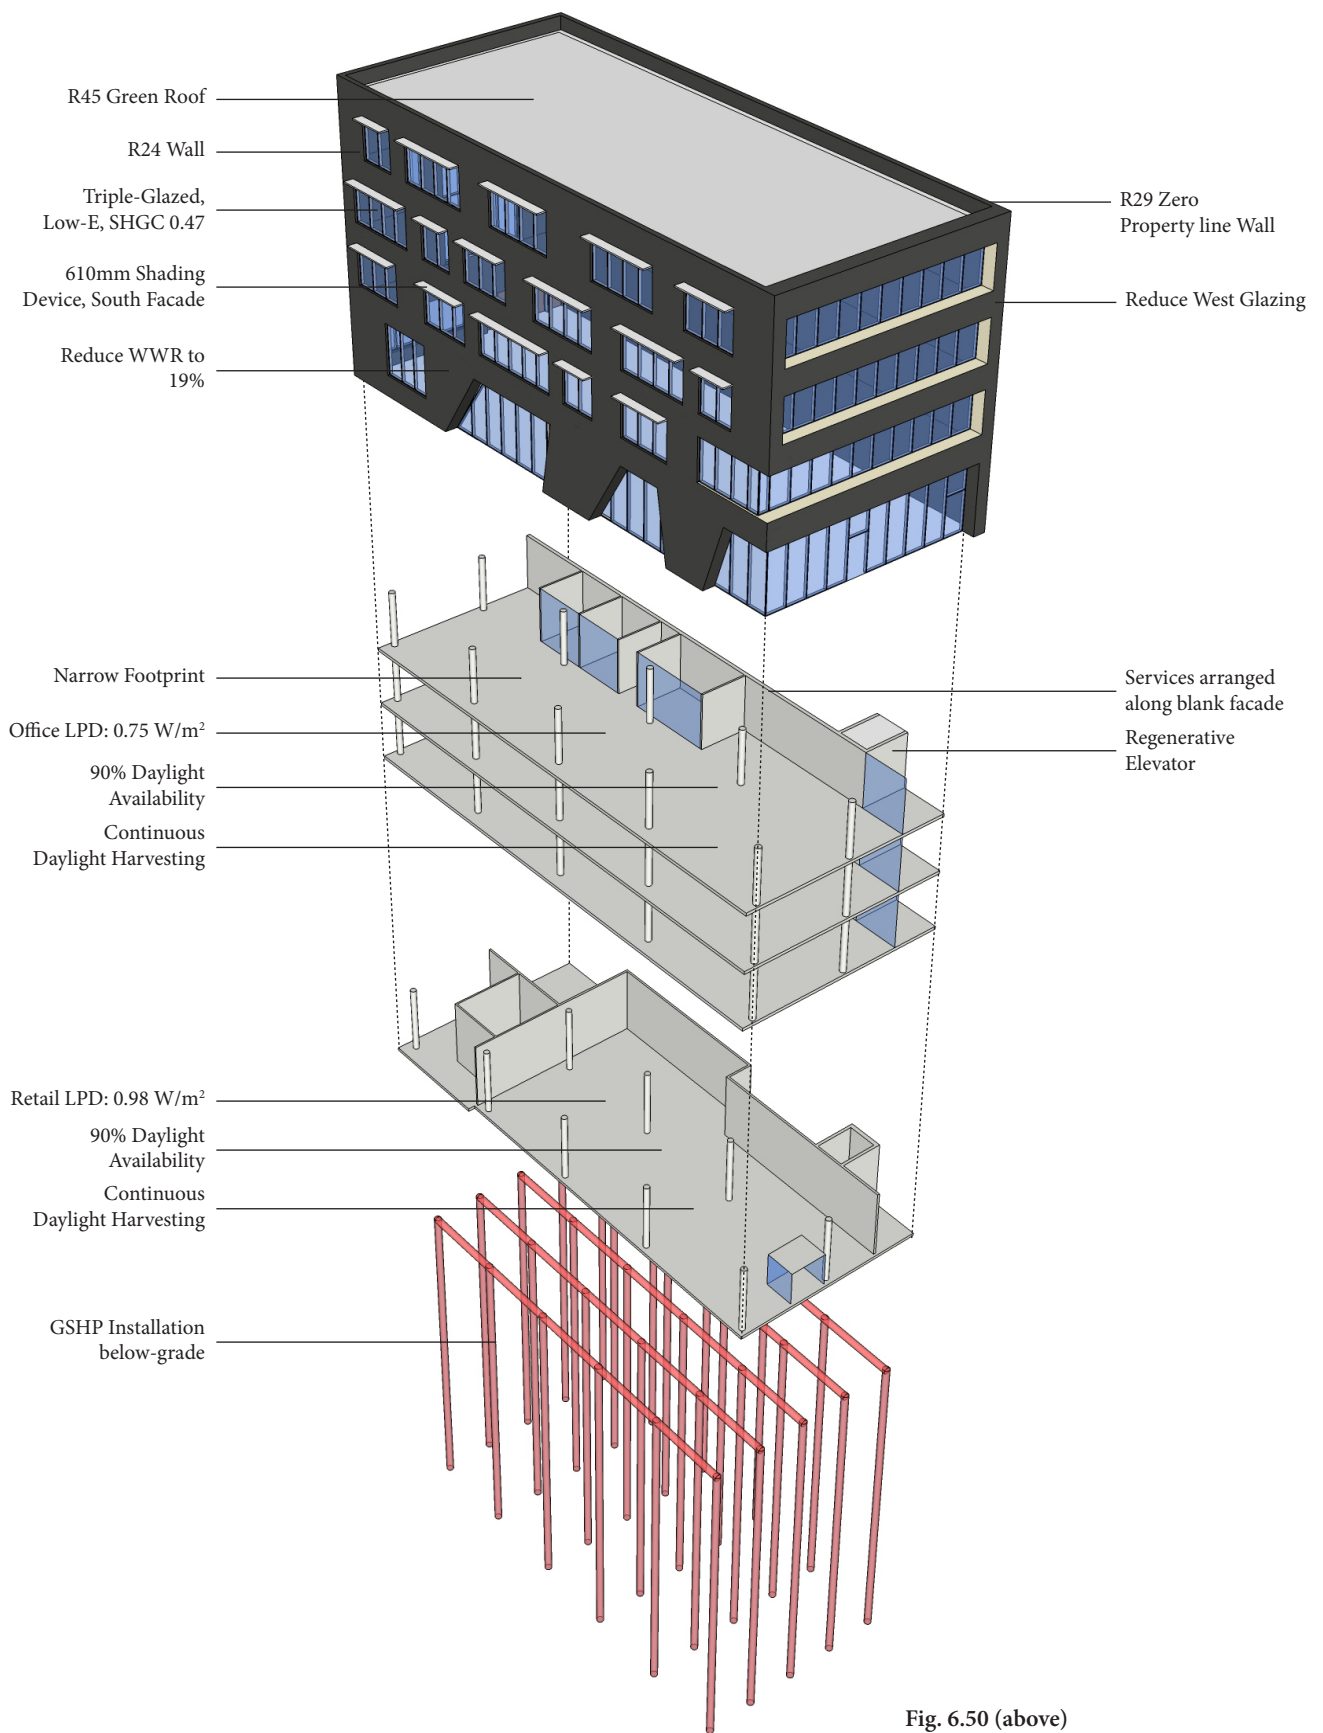 R45 Green Roof
R24 Wall
Triple-Glazed,
Low-E, SHGC 0.47
610mm Shading
Device, South Facade
Reduce WWR to
19%
R29 Zero
Property line Wall
Reduce West Glazing
Narrow Footprint
Office LPD: 0.75 W/m²
90% Daylight
Availability
Continuous
Daylight Harvesting
Services arranged
along blank facade
Regenerative
Elevator
Retail LPD: 0.98 W/m²
90% Daylight
Availability
Continuous
Daylight Harvesting
GSHP Installation
below-grade
Fig. 6.50 (above)